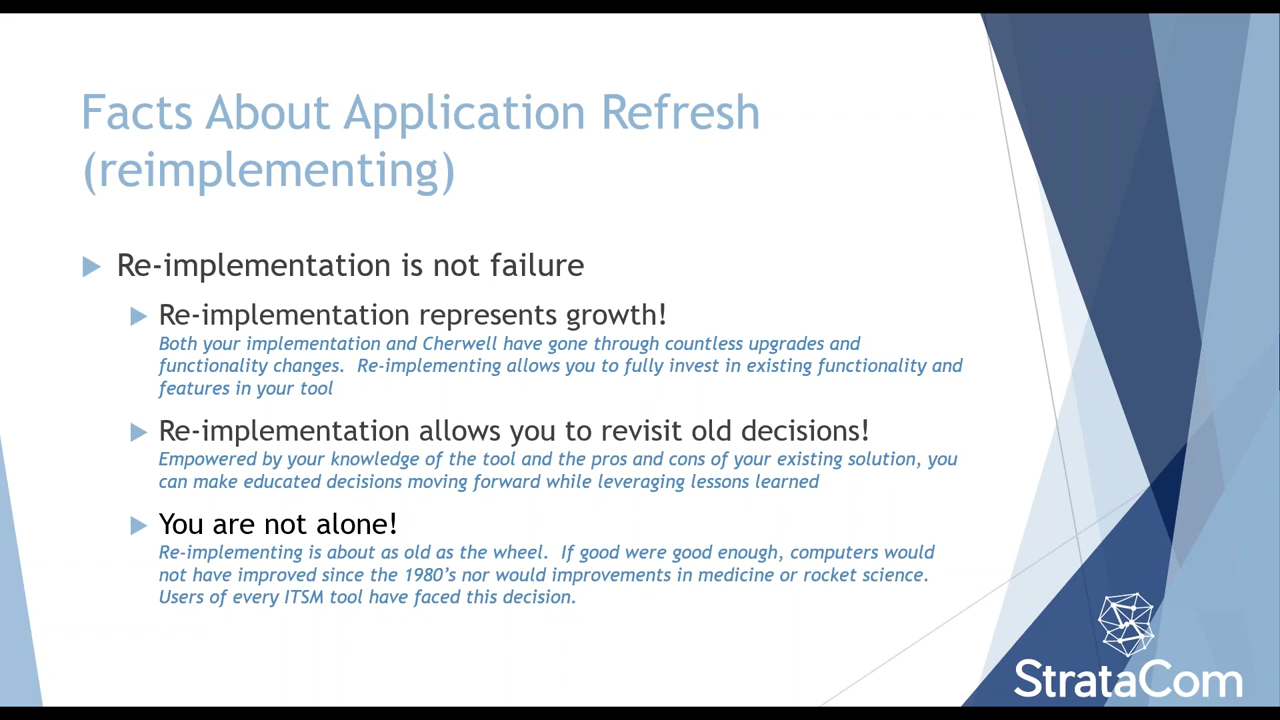 Facts About Application Refresh
(reimplementing)
Re-implementation is not failure
Re-implementation represents growth!
Both your implementation and Cherwell have gone through countless upgrades and
functionality changes.  Re-implementing allows you to fully invest in existing functionality and
features in your tool
Re-implementation allows you to revisit old decisions!
Empowered by your knowledge of the tool and the pros and cons of your existing solution, you
can make educated decisions moving forward while leveraging lessons learned
You are not alone!
Re-implementing is about as old as the wheel.  If good were good enough, computers would
not have improved since the 1980’s nor would improvements in medicine or rocket science.
Users of every ITSM tool have faced this decision.
StrataCom